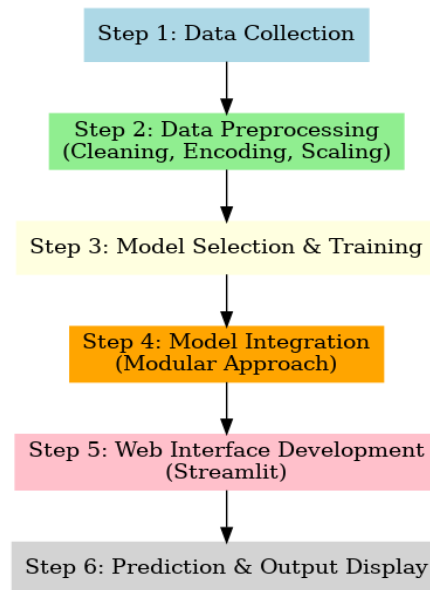 Step 1: Data Collection
Step 2: Data Preprocessing
(Cleaning, Encoding, Scaling)
Step 3: Model Selection & Training
Step 4: Model Integration
(Modular Approach)
Step 5: Web Interface Development
(Streamlit)
Step 6: Prediction & Output Display